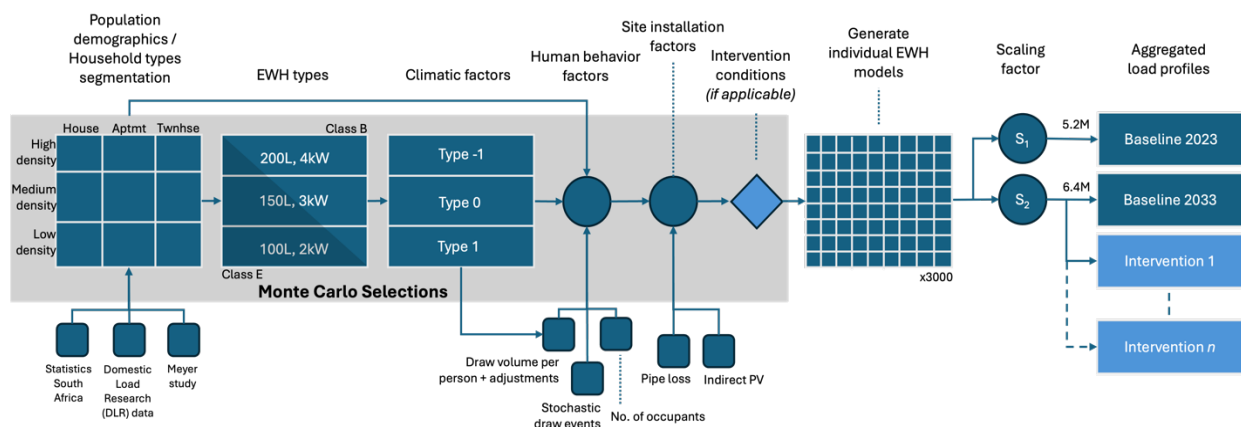 Population
demographics /
Household types
segmentation
EWH types
Climatic factors
Human behavior
factors
Site installation
factors
Intervention
conditions
(if applicable)
Generate
individual EWH
models
Scaling
factor
Aggregated
load profiles
House Aptmt Twnhse
High
density
Medium
density
Low
density
Class B
200L, 4kW
150L, 3kW
100L, 2kW
Class E
Type -1
Type 0
Type 1
Monte Carlo Selections
x3000
S1
5.2M
Baseline 2023
S2
6.4M
Baseline 2033
Intervention 1
Intervention n
Statistics
South
Africa
Domestic
Load
Research
(DLR) data
Meyer
study
Draw volume per
person + adjustments
Stochastic
draw events
No. of occupants
Pipe loss
Indirect PV